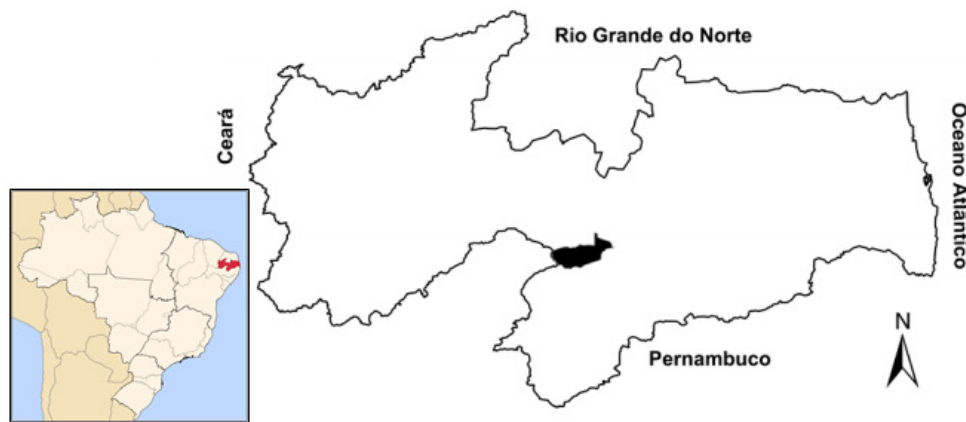 Rio Grande do Norte
Ceará
Oceano Atlântico
Pernambuco
N